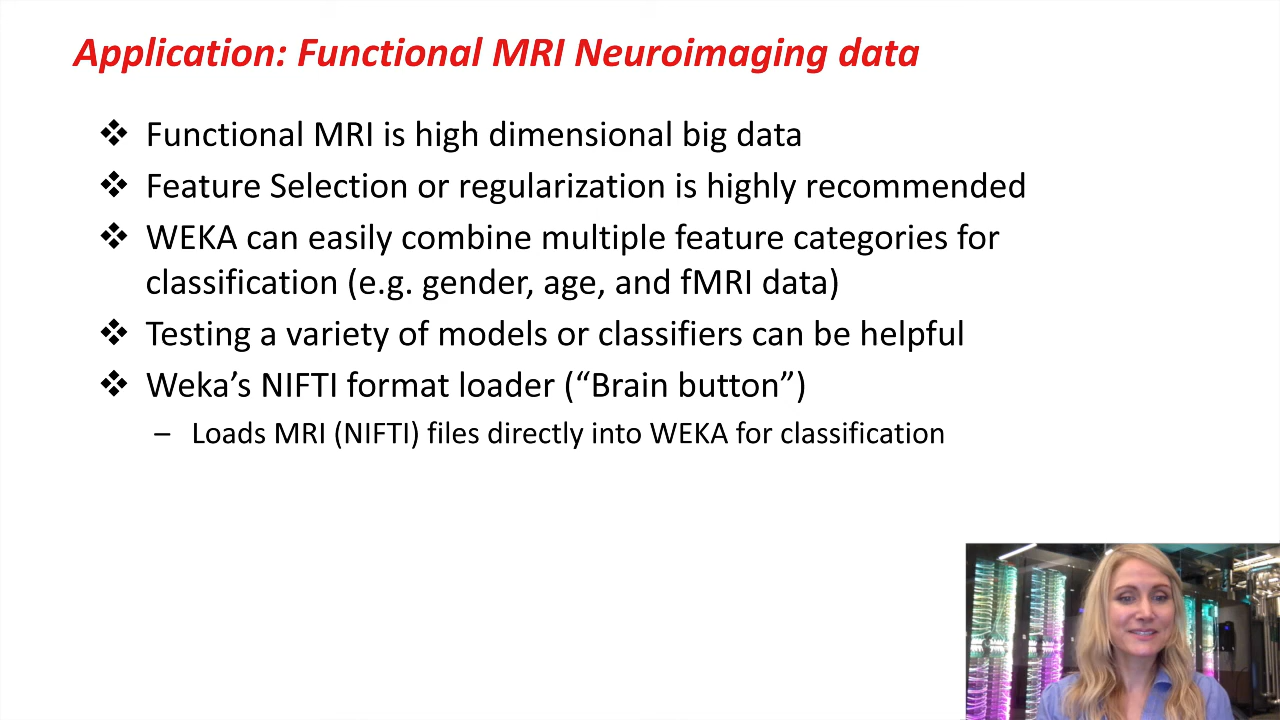 Application: Functional MRI Neuroimaging data
❖ Functional MRI is high dimensional big data
❖ Feature Selection or regularization is highly recommended
❖ WEKA can easily combine multiple feature categories for
classification (e.g. gender, age, and fMRI data)
❖ Testing a variety of models or classifiers can be helpful
❖ Weka’s NIFTI format loader (“Brain button”)
– Loads MRI (NIFTI) files directly into WEKA for classification